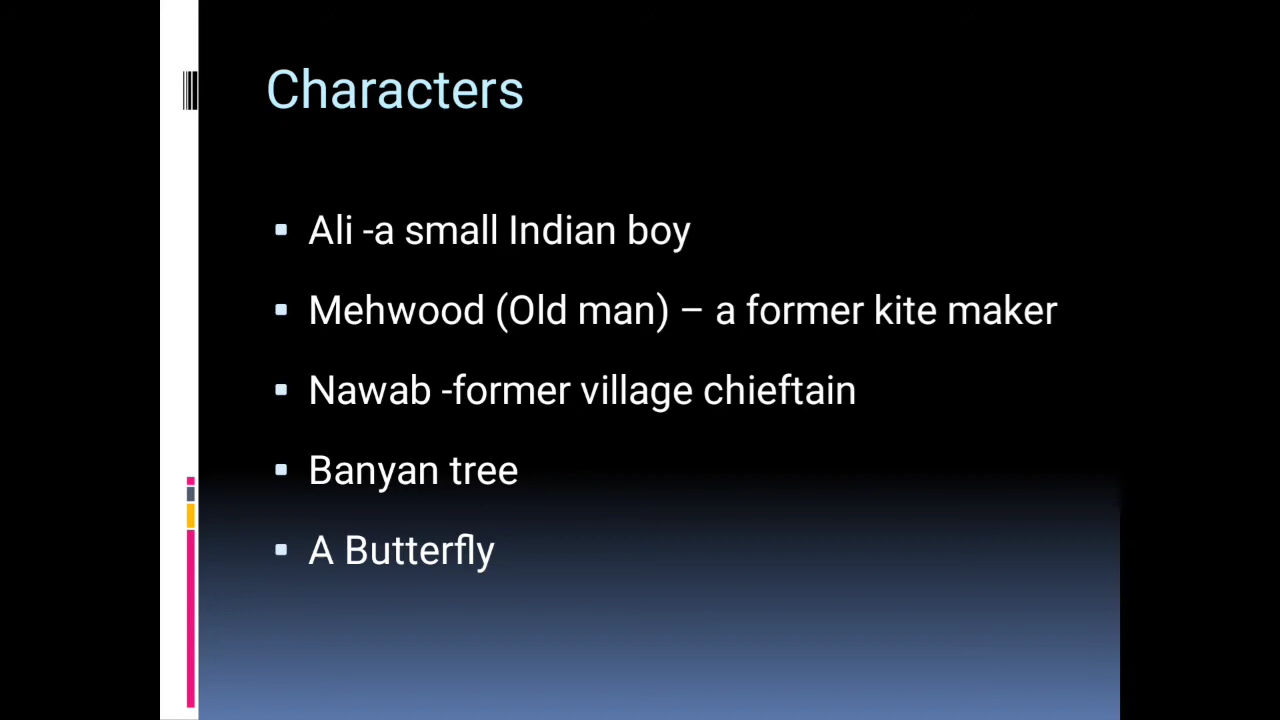 Characters
Ali -a small Indian boy
Mehwood (Old man) – a former kite maker
Nawab -former village chieftain
Banyan tree
A Butterfly